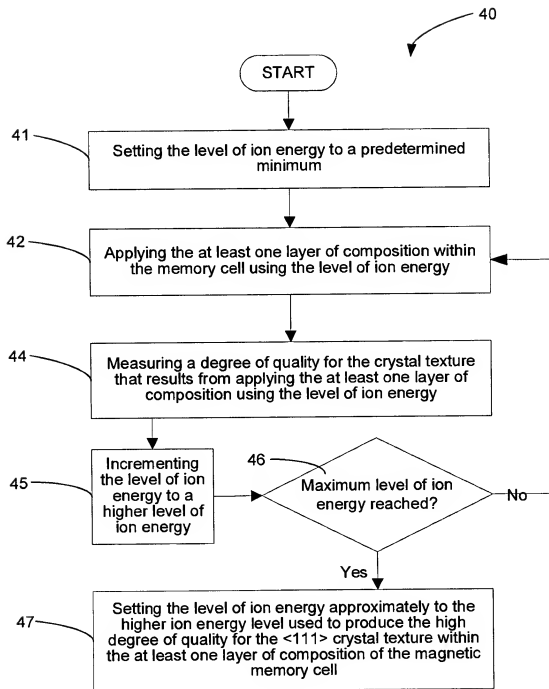 40
START
41
Setting the level of ion energy to a predetermined
minimum
42
Applying the at least one layer of composition within
the memory cell using the level of ion energy
44
Measuring a degree of quality for the crystal texture
that results from applying the at least one layer of
composition using the level of ion energy
45
Incrementing
the level of ion
energy to a
higher level of
ion energy
46
Maximum level of ion
energy reached?
No
Yes
47
Setting the level of ion energy approximately to the
higher ion energy level used to produce the high
degree of quality for the <111> crystal texture within
the at least one layer of composition of the magnetic
memory cell